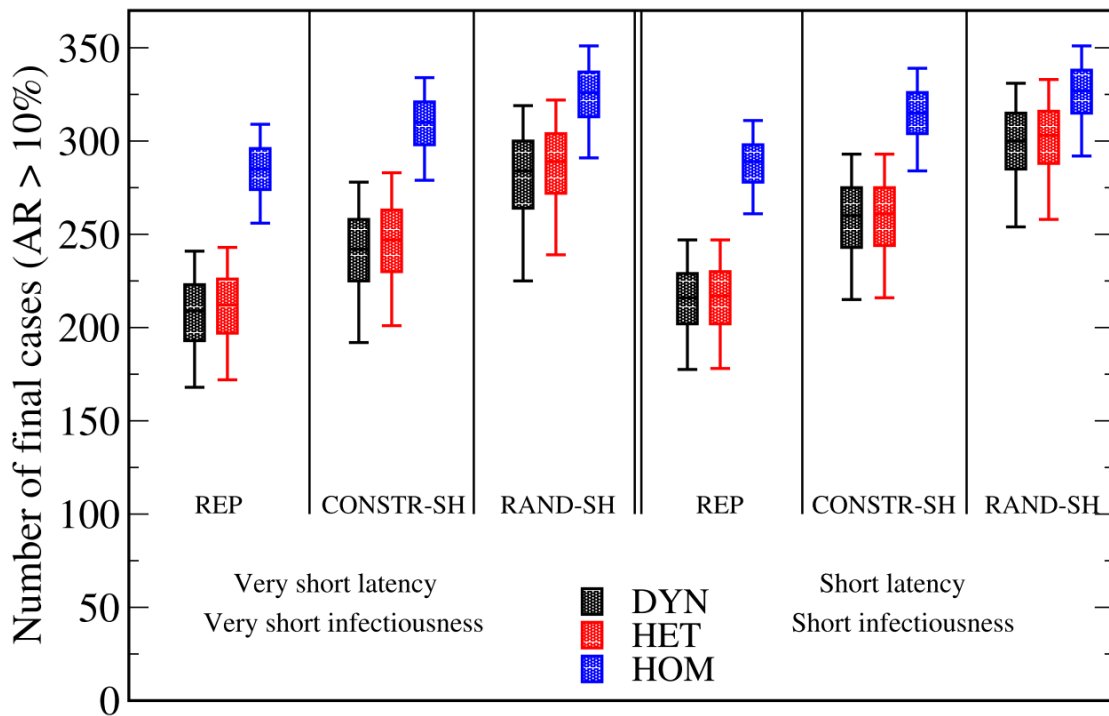 Number of final cases (AR > 10%)
350
300
250
200
150
100
50
0
REP
CONSTR-SH
RAND-SH
REP
CONSTR-SH
RAND-SH
Very short latency
Very short infectiousness
Short latency
Short infectiousness
DYN
HET
HOM